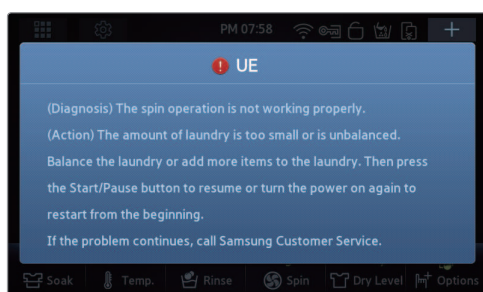 PM 07:58
UE
(Diagnosis) The spin operation is not working properly.
(Action) The amount of laundry is too small or is unbalanced.
Balance the laundry or add more items to the laundry. Then press
the Start/Pause button to resume or turn the power on again to
restart from the beginning.
If the problem continues, call Samsung Customer Service.
Soak Temp. Rinse Spin Dry Level Options